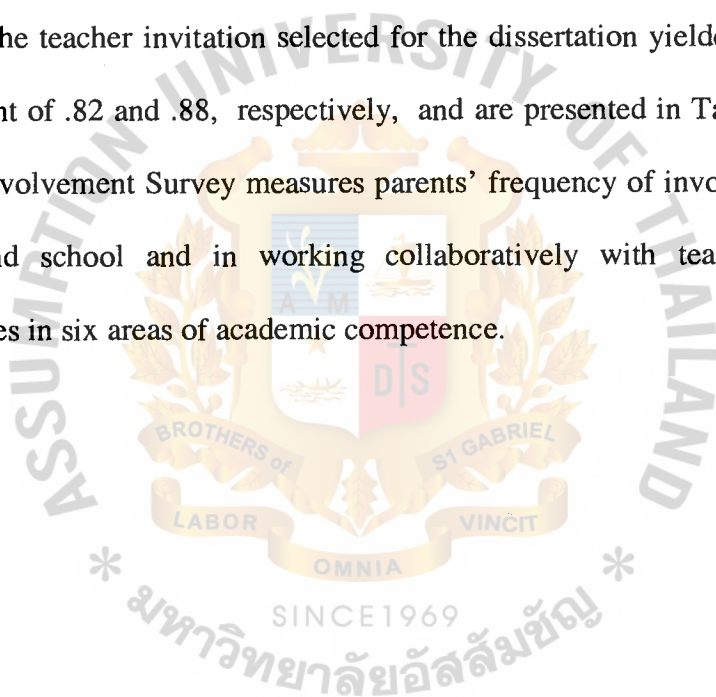 he teacher invitation selected for the dissertation yielde
nt of .82 and .88, respectively, and are presented in Ta
volvement Survey measures parents' frequency of invo
nd school and in working collaboratively with tea
es in six areas of academic competence.
ASSUMPTION UNIVERSITY OF THAILAND
A M
D S
BROTHERS of ST GABRIEL
LABOR
VINCIT
OMNIA
SINCE1969
มหาวิทยาลัยอัสสัมชัญ